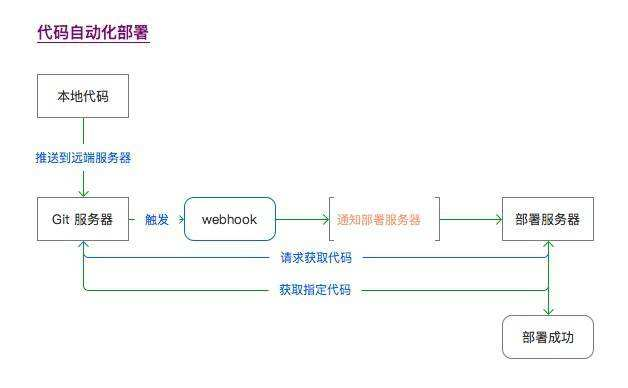 代码自动化部署
本地代码
推送到远端服务器
Git 服务器
触发
webhook
通知部署服务器
部署服务器
请求获取代码
获取指定代码
部署成功